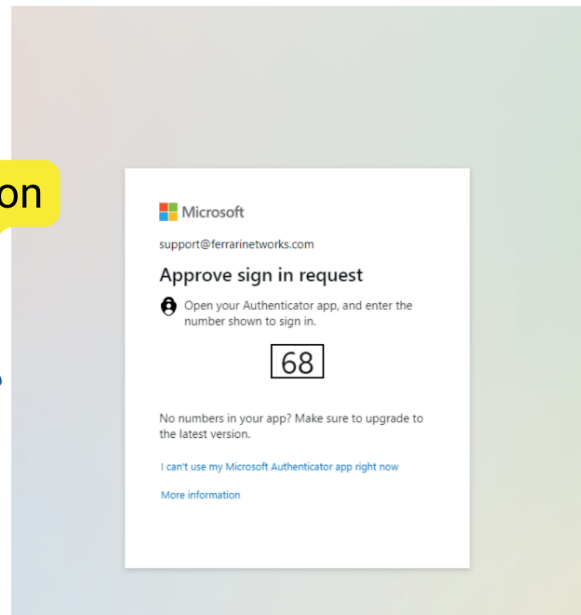 on
Microsoft
support@ferrarinetworks.com
Approve sign in request
Open your Authenticator app, and enter the
number shown to sign in.
68
No numbers in your app? Make sure to upgrade to
the latest version.
I can't use my Microsoft Authenticator app right now
More information